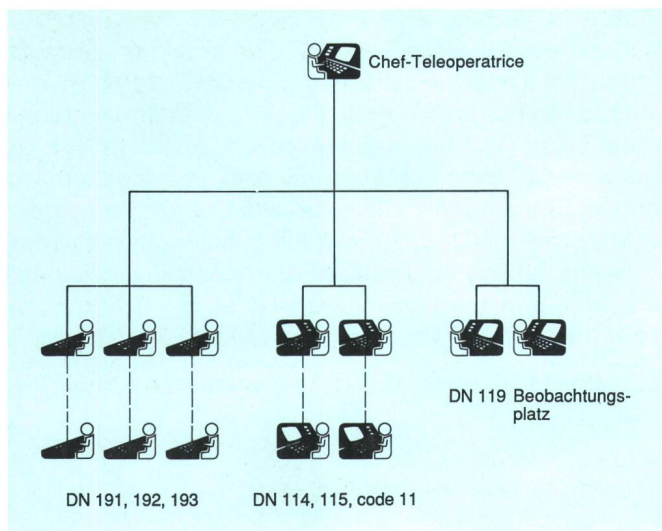 Chef-Teleoperatrice
DN 119 Beobachtungs-
platz
DN 191, 192, 193
DN 114, 115, code 11